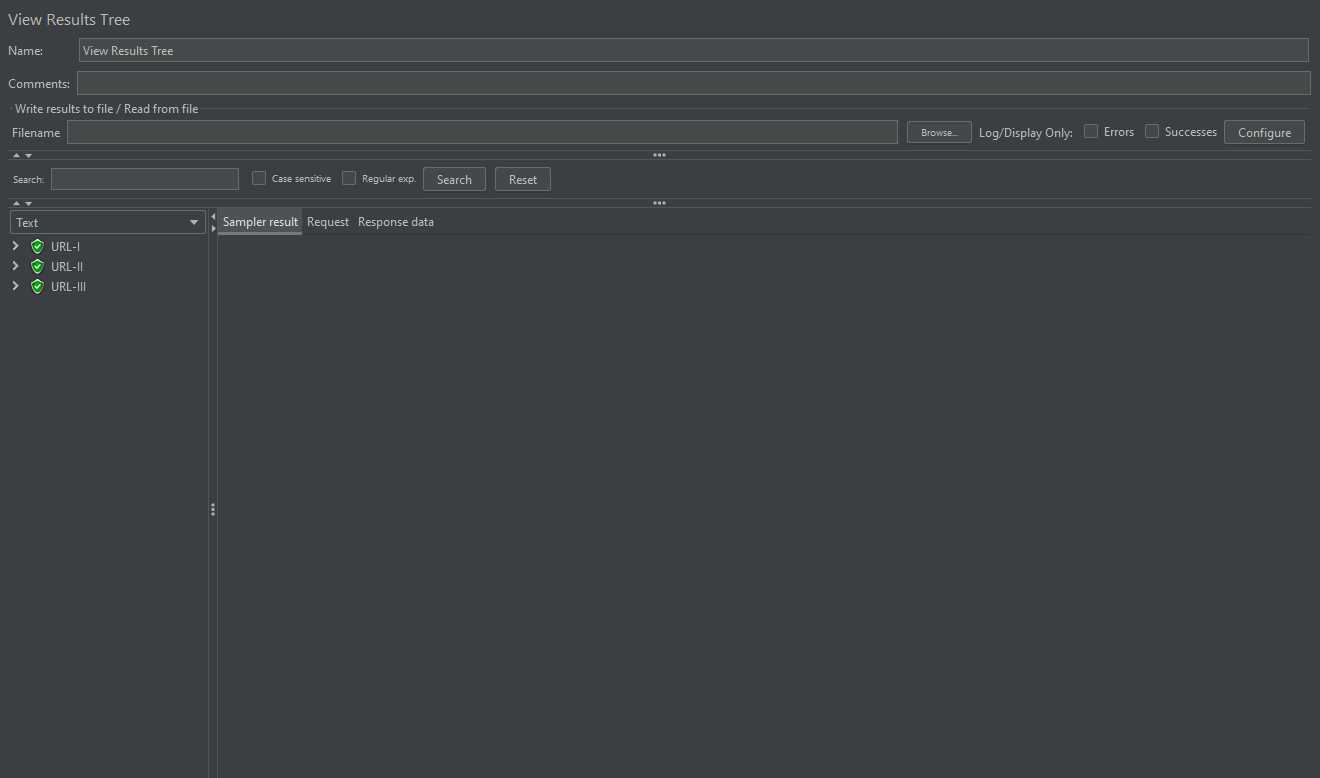 View Results Tree
Name: View Results Tree
Comments:
Write results to file / Read from file
Filename Browse... Log/Display Only: Errors Successes Configure
Search: Case sensitive Regular exp. Search Reset
Text Sampler result Request Response data
URL-I
URL-II
URL-III